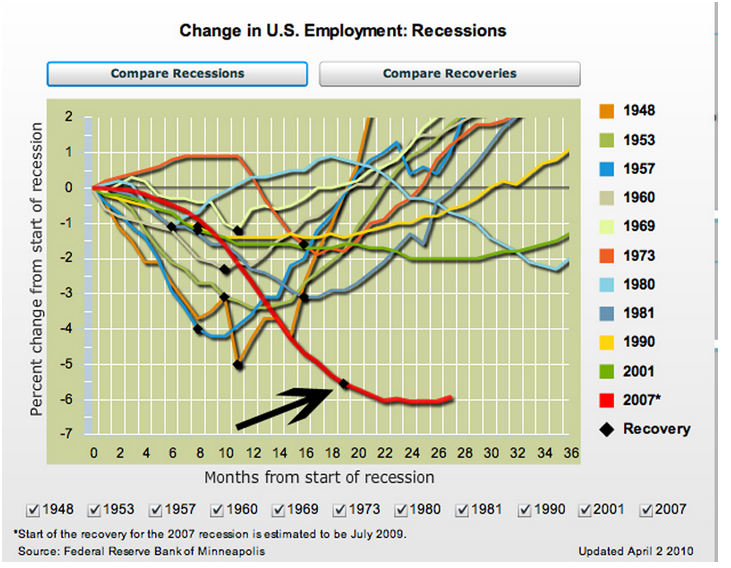 Change in U.S. Employment: Recessions
Compare Recessions
Compare Recoveries
Percent change from start of recession
2
1
0
-1
-2
-3
-4
-5
-6
-7
0 2 4 6 8 10 12 14 16 18 20 22 24 26 28 30 32 34 36
Months from start of recession
1948
1953
1957
1960
1969
1973
1980
1981
1990
2001
2007*
Recovery
1948 1953 1957 1960 1969 1973 1980 1981 1990 2001 2007
*Start of the recovery for the 2007 recession is estimated to be July 2009.
Source: Federal Reserve Bank of Minneapolis
Updated April 2 2010